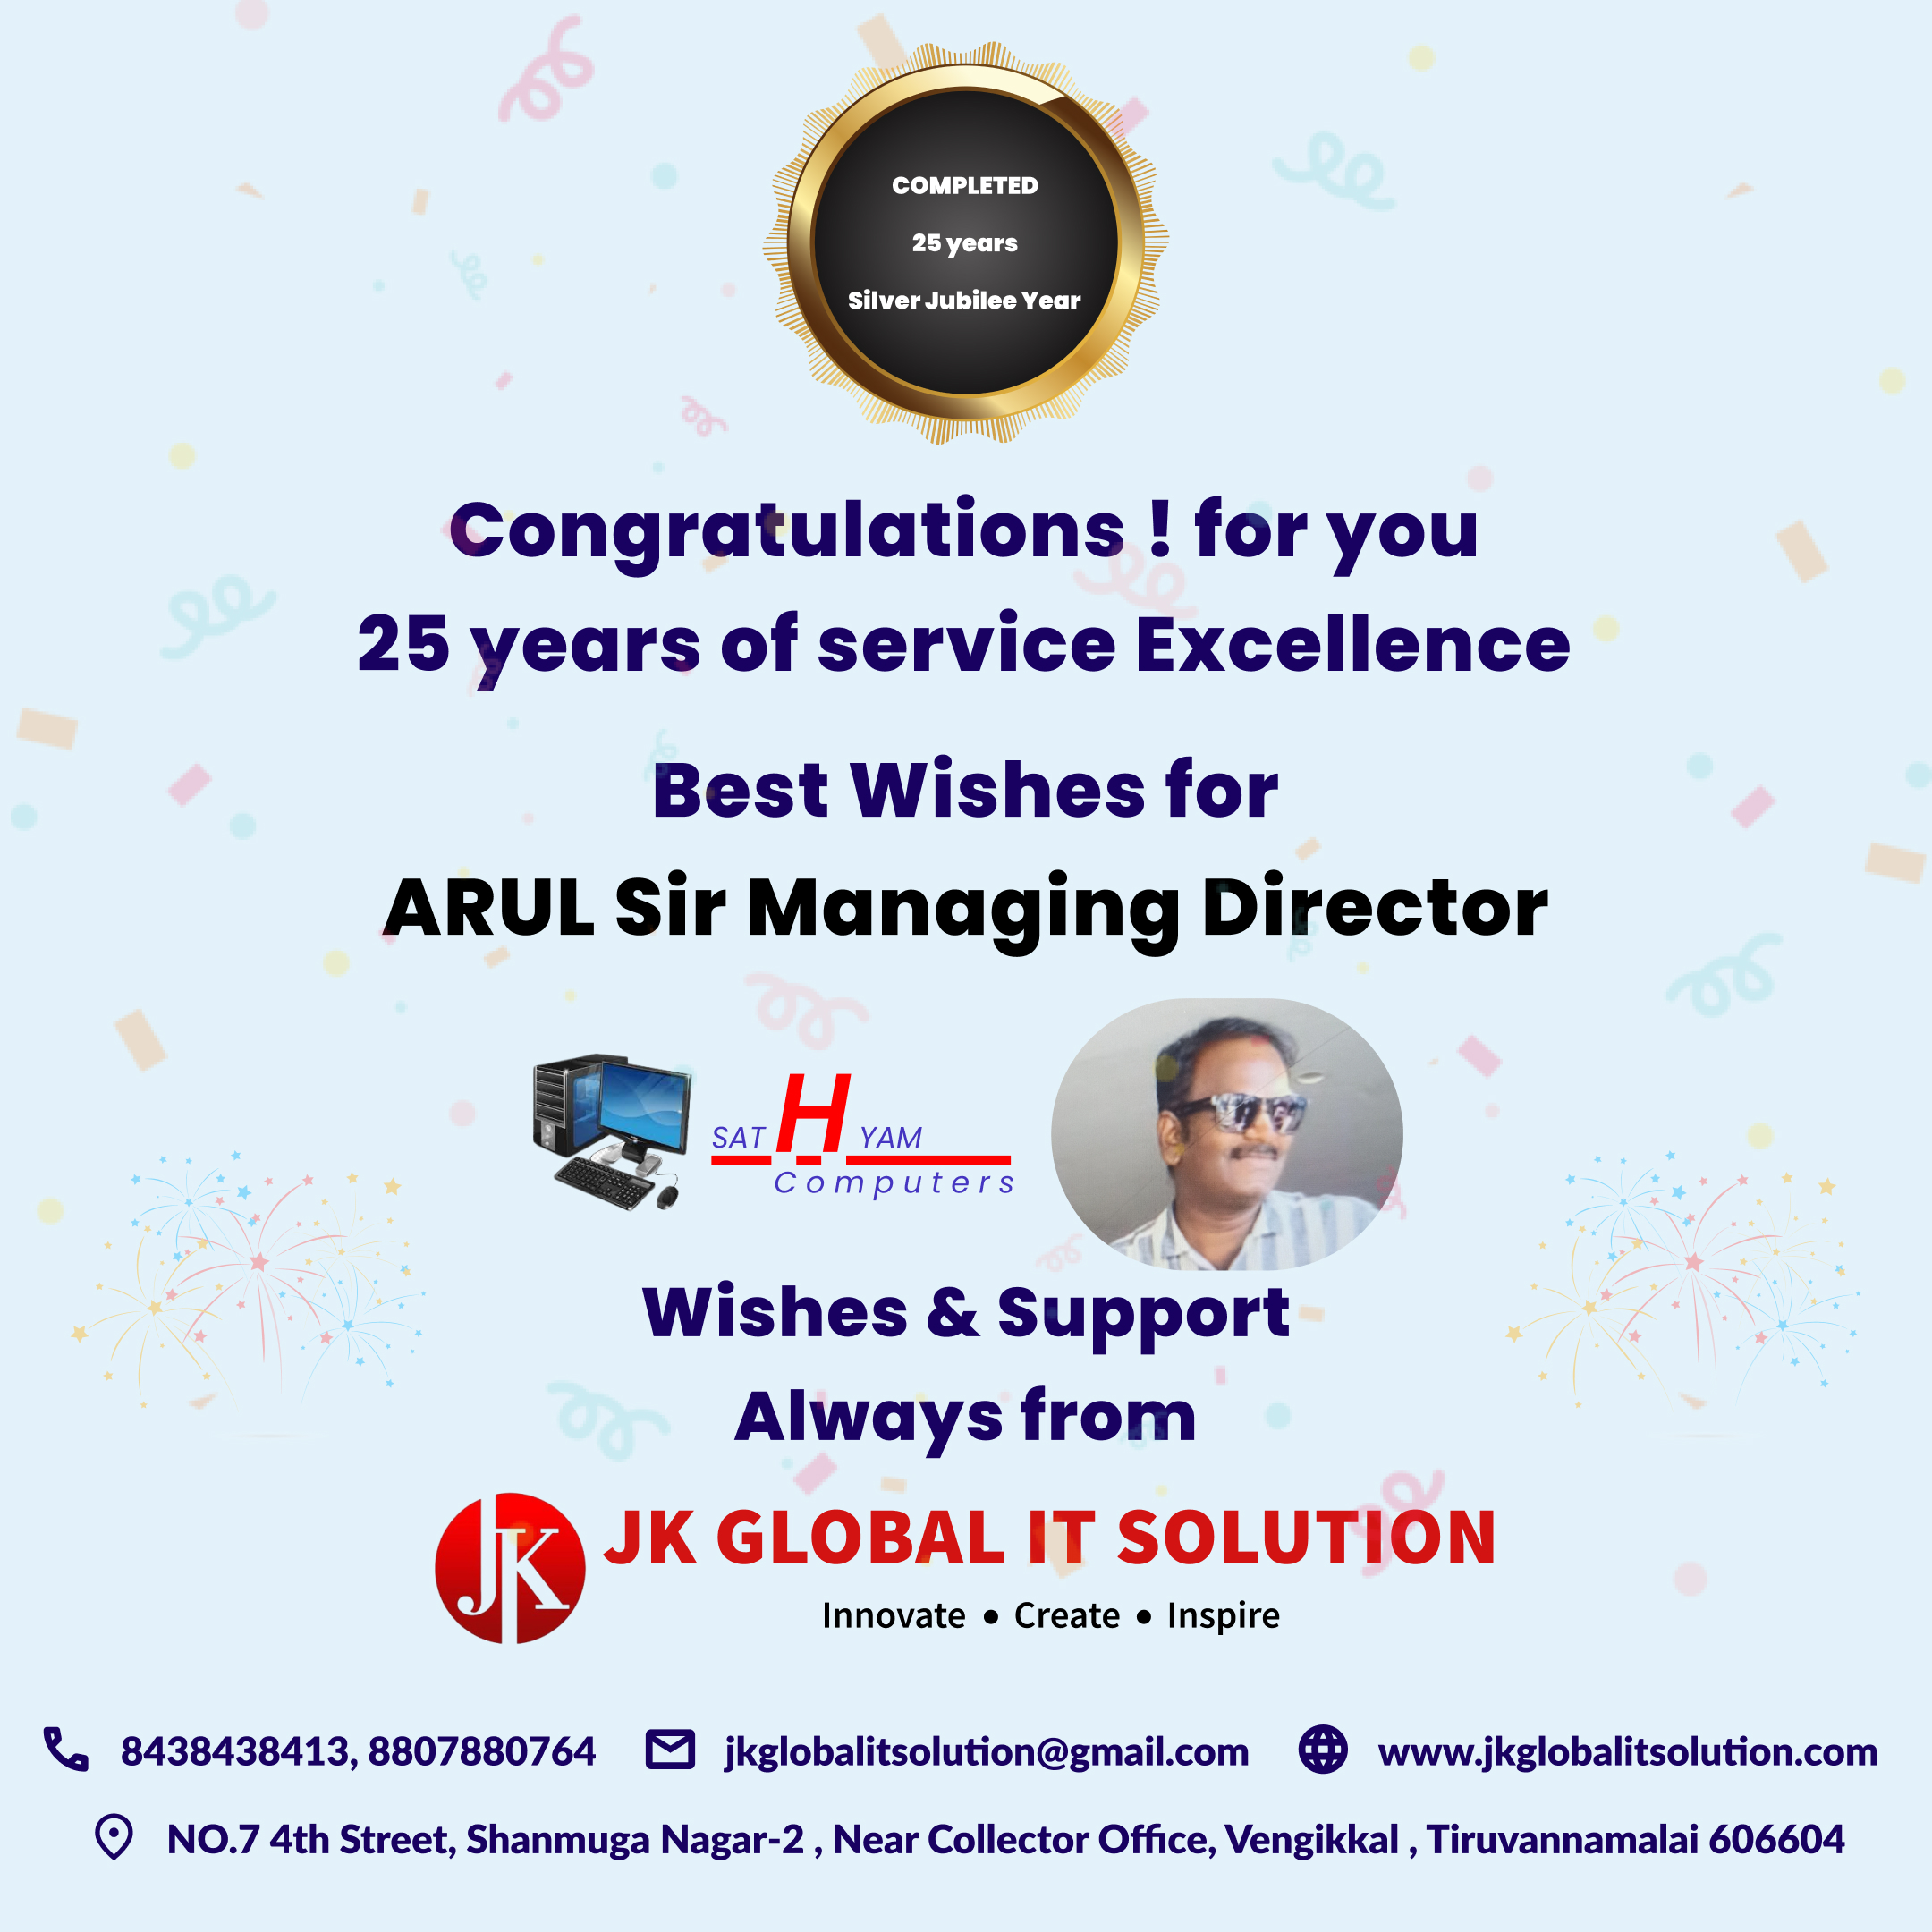 COMPLETED
25 years
Silver Jubilee Year
Congratulations ! for you
25 years of service Excellence
Best Wishes for
ARUL Sir Managing Director
SAT H YAM
Computers
Wishes & Support
Always from
JK
JK GLOBAL IT SOLUTION
Innovate • Create • Inspire
8438438413, 8807880764 jkglobalitsolution@gmail.com www.jkglobalitsolution.com
NO.7 4th Street, Shanmuga Nagar-2 , Near Collector Office, Vengikkal , Tiruvannamalai 606604